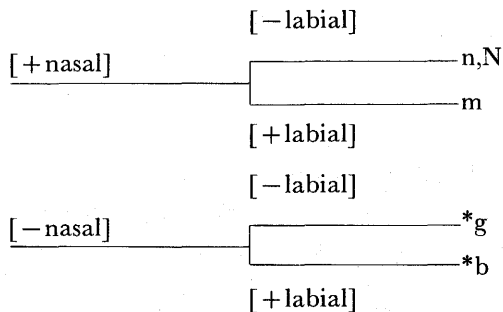 [−labial]
[+nasal]
n,N
m
[+labial]
[−labial]
[−nasal]
*g
*b
[+labial]